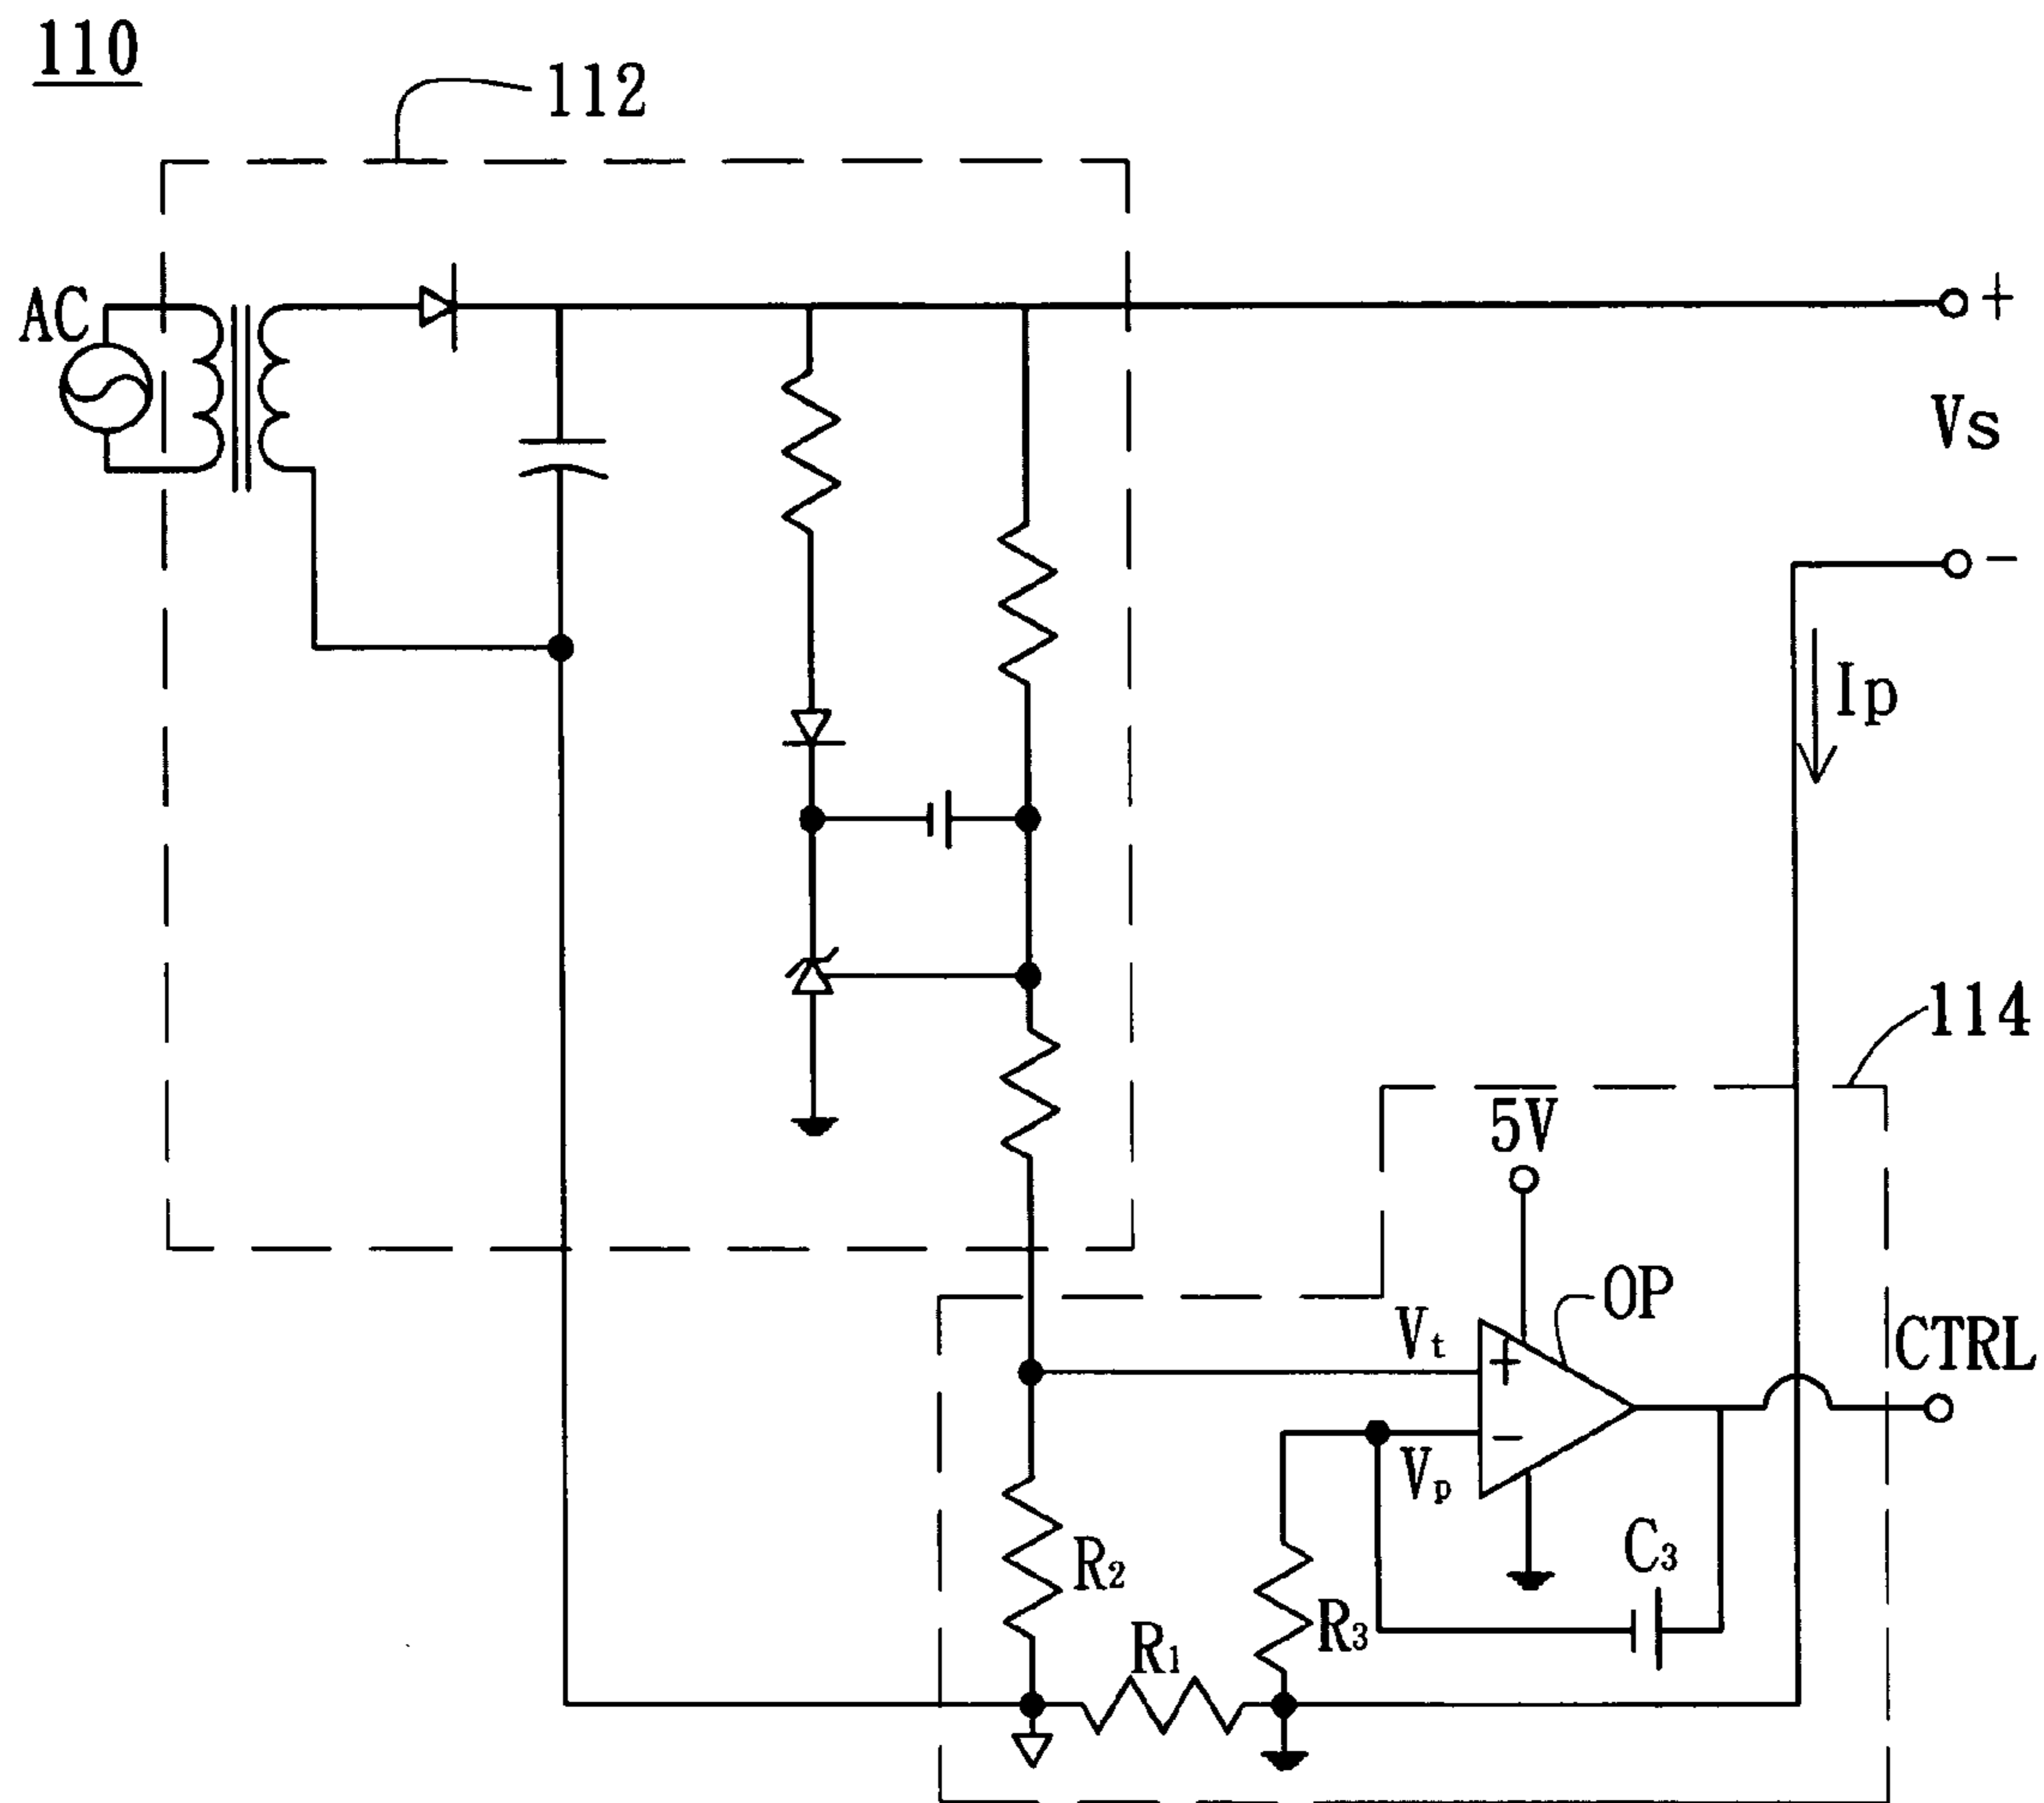 110
112
AC
+
Vs
-
Ip
114
5V
OP
Vt
+
CTRL
-
Vp
C3
R2
R3
R1